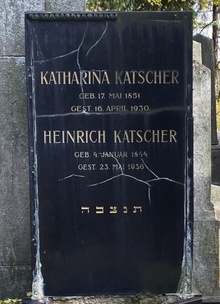 KATHARINA KATSCHER
GEB. 17. MAI 1851
GEST. 16. APRIL 1930
HEINRICH KATSCHER
GEB. 4. JANUAR 1844
GEST. 23. MAI 1936
תנצבה